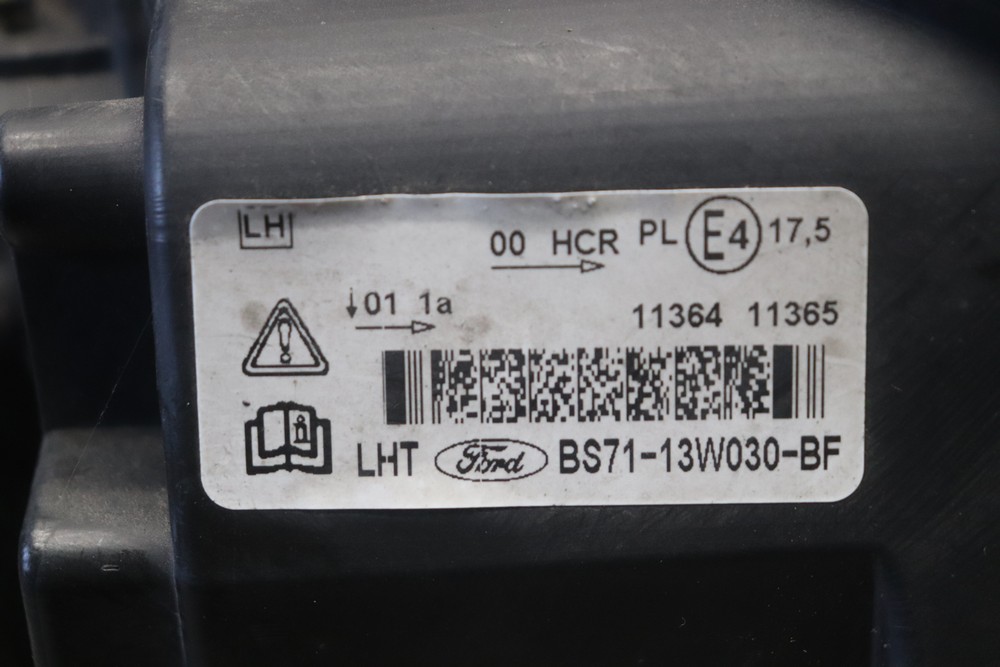 LH
00 HCR PL E4 17,5
↓01 1a
11364 11365
LHT Ford BS71-13W030-BF